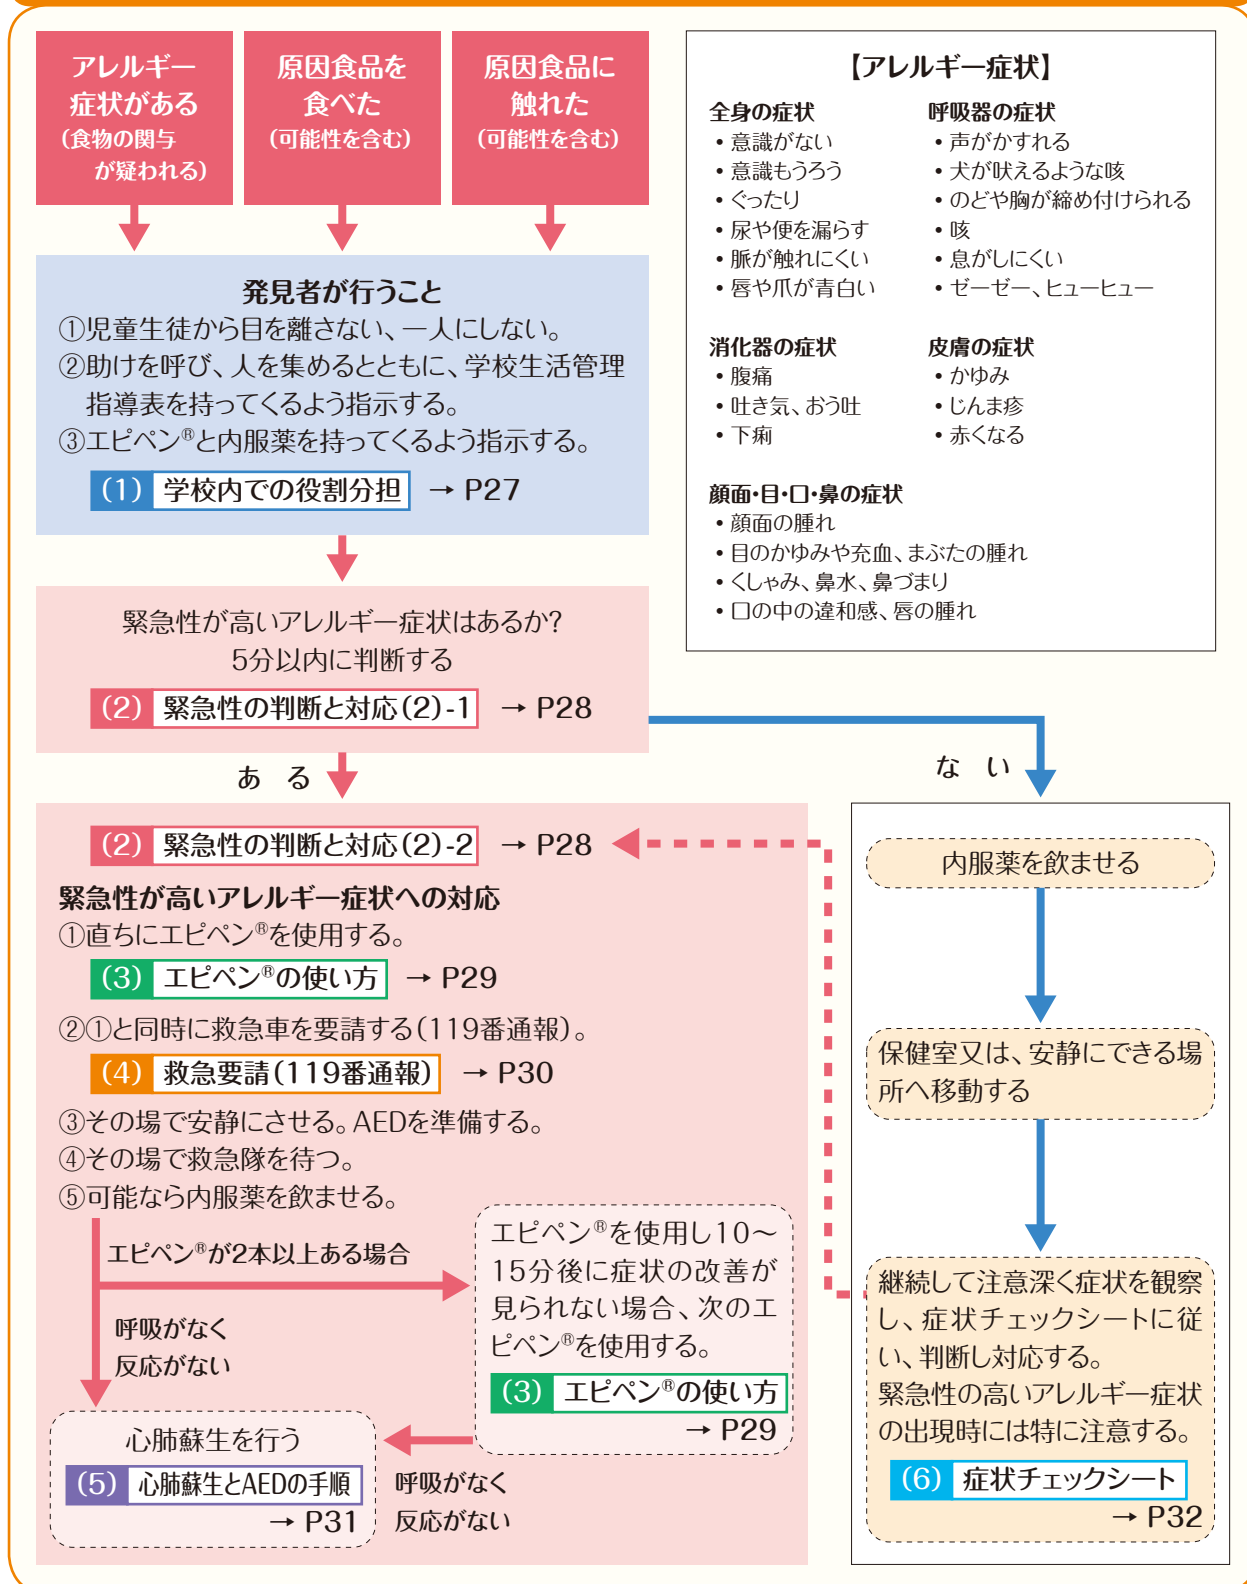 アレルギー
症状がある
(食物の関与
が疑われる)
原因食品を
食べた
(可能性を含む)
原因食品に
触れた
(可能性を含む)
発見者が行うこと
①児童生徒から目を離さない、一人にしない。
②助けを呼び、人を集めるとともに、学校生活管理
指導表を持ってくるよう指示する。
③エピペン®と内服薬を持ってくるよう指示する。
(1) 学校内での役割分担 → P27
【アレルギー症状】
全身の症状
・意識がない
・意識もうろう
・ぐったり
・尿や便を漏らす
・脈が触れにくい
・唇や爪が青白い
呼吸器の症状
・声がかすれる
・犬が吠えるような咳
・のどや胸が締め付けられる
・咳
・息がしにくい
・ゼーゼー、ヒューヒュー
消化器の症状
・腹痛
・吐き気、おう吐
・下痢
皮膚の症状
・かゆみ
・じんま疹
・赤くなる
顔面・目・口・鼻の症状
・顔面の腫れ
・目のかゆみや充血、まぶたの腫れ
・くしゃみ、鼻水、鼻づまり
・口の中の違和感、唇の腫れ
緊急性が高いアレルギー症状はあるか?
5分以内に判断する
(2) 緊急性の判断と対応(2)-1 → P28
ある
ない
(2) 緊急性の判断と対応(2)-2 → P28
緊急性が高いアレルギー症状への対応
①直ちにエピペン®を使用する。
(3) エピペン®の使い方 → P29
②①と同時に救急車を要請する(119番通報)。
(4) 救急要請(119番通報) → P30
③その場で安静にさせる。AEDを準備する。
④その場で救急隊を待つ。
⑤可能なら内服薬を飲ませる。
エピペン®が2本以上ある場合
呼吸がなく
反応がない
エピペン®を使用し10〜
15分後に症状の改善が
見られない場合、次のエ
ピペン®を使用する。
(3) エピペン®の使い方
→ P29
心肺蘇生を行う
(5) 心肺蘇生とAEDの手順
→ P31
呼吸がなく
反応がない
内服薬を飲ませる
保健室又は、安静にできる場
所へ移動する
継続して注意深く症状を観察
し、症状チェックシートに従
い、判断し対応する。
緊急性の高いアレルギー症状
の出現時には特に注意する。
(6) 症状チェックシート
→ P32